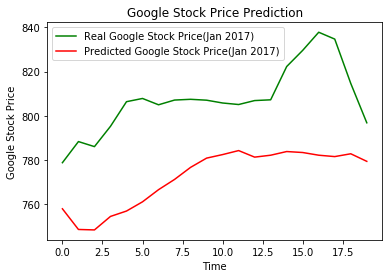 Google Stock Price Prediction
Real Google Stock Price(Jan 2017)
Predicted Google Stock Price(Jan 2017)
Google Stock Price
840
820
800
780
760
0.0 2.5 5.0 7.5 10.0 12.5 15.0 17.5
Time